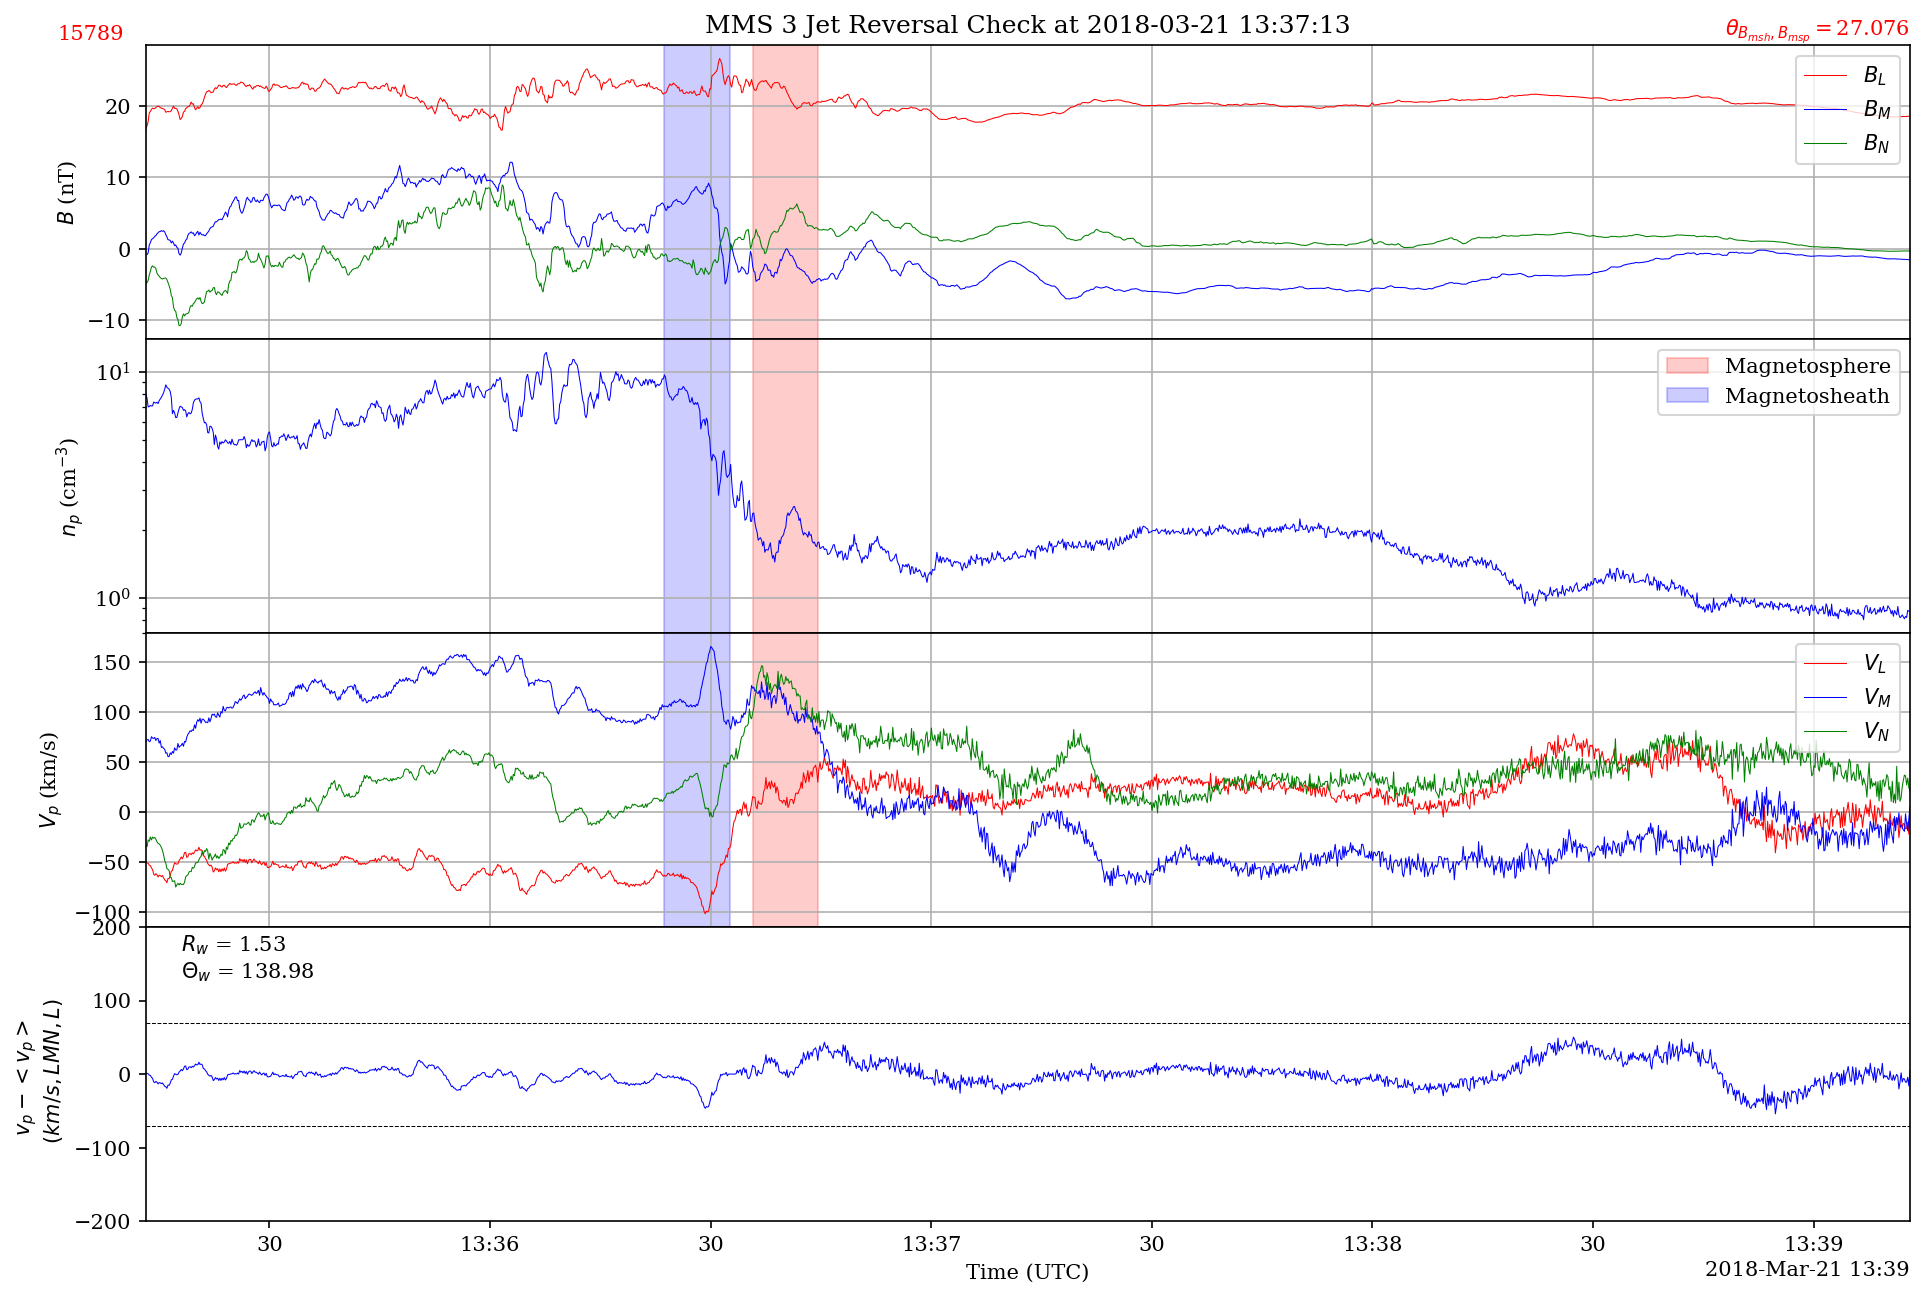 MMS 3 Jet Reversal Check at 2018-03-21 13:37:13
15789
θ_{B_{msh}, B_{msp}} = 27.076
B (nT)
20
10
0
−10
B_L
B_M
B_N
n_p (cm^{−3})
10^1
10^0
Magnetosphere
Magnetosheath
V_p (km/s)
150
100
50
0
−50
−100
V_L
V_M
V_N
v_p − < v_p >
(km/s, LMN, L)
200
100
0
−100
−200
R_w = 1.53
Θ_w = 138.98
30
13:36
30
13:37
30
13:38
30
13:39
Time (UTC)
2018-Mar-21 13:39